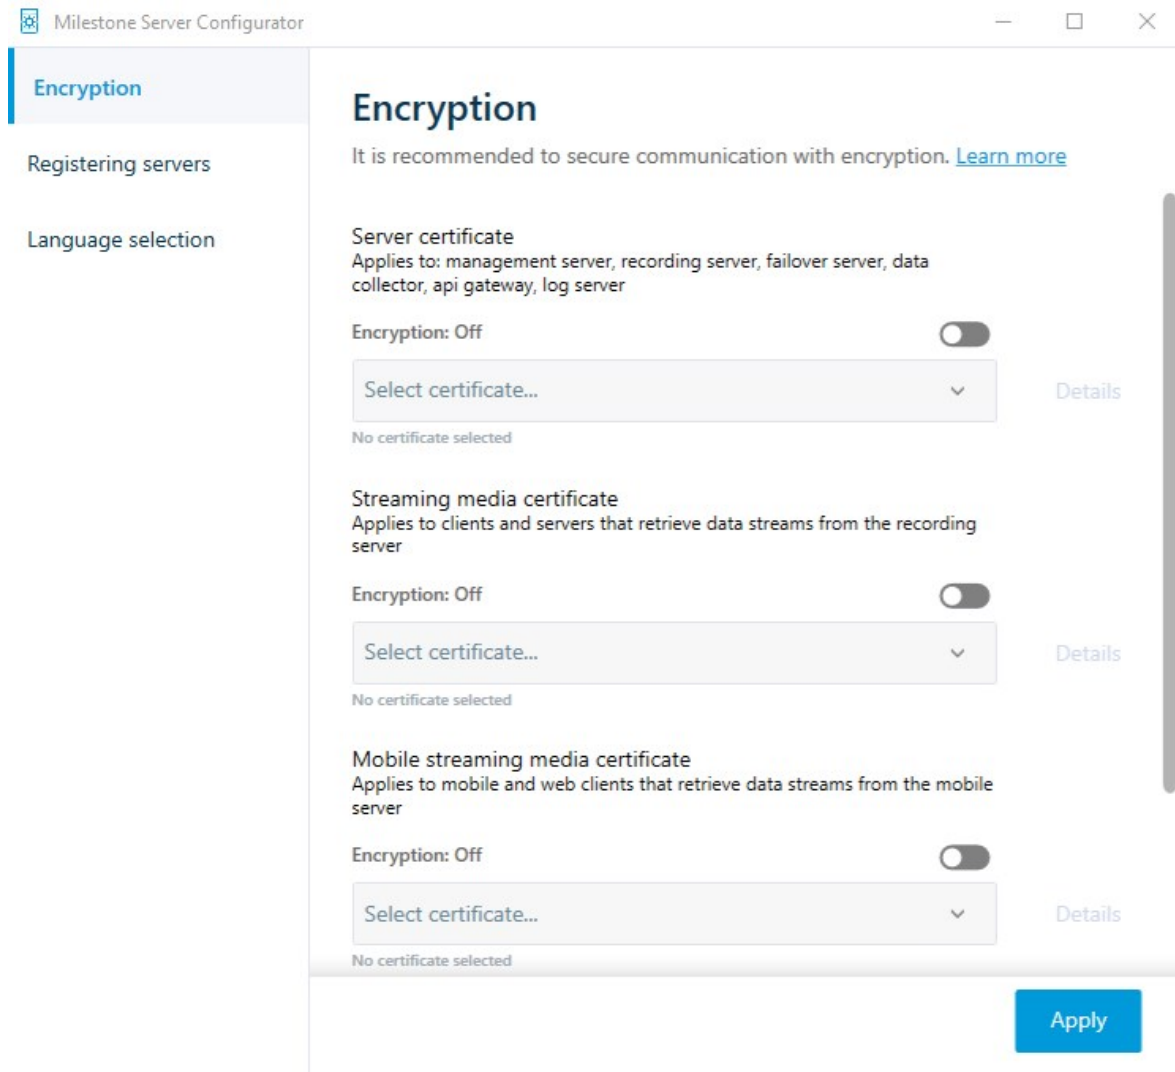 Milestone Server Configurator
Encryption
Registering servers
Language selection
Encryption
It is recommended to secure communication with encryption. Learn more
Server certificate
Applies to: management server, recording server, failover server, data
collector, api gateway, log server
Encryption: Off
Select certificate...
Details
No certificate selected
Streaming media certificate
Applies to clients and servers that retrieve data streams from the recording
server
Encryption: Off
Select certificate...
Details
No certificate selected
Mobile streaming media certificate
Applies to mobile and web clients that retrieve data streams from the mobile
server
Encryption: Off
Select certificate...
Details
No certificate selected
Apply